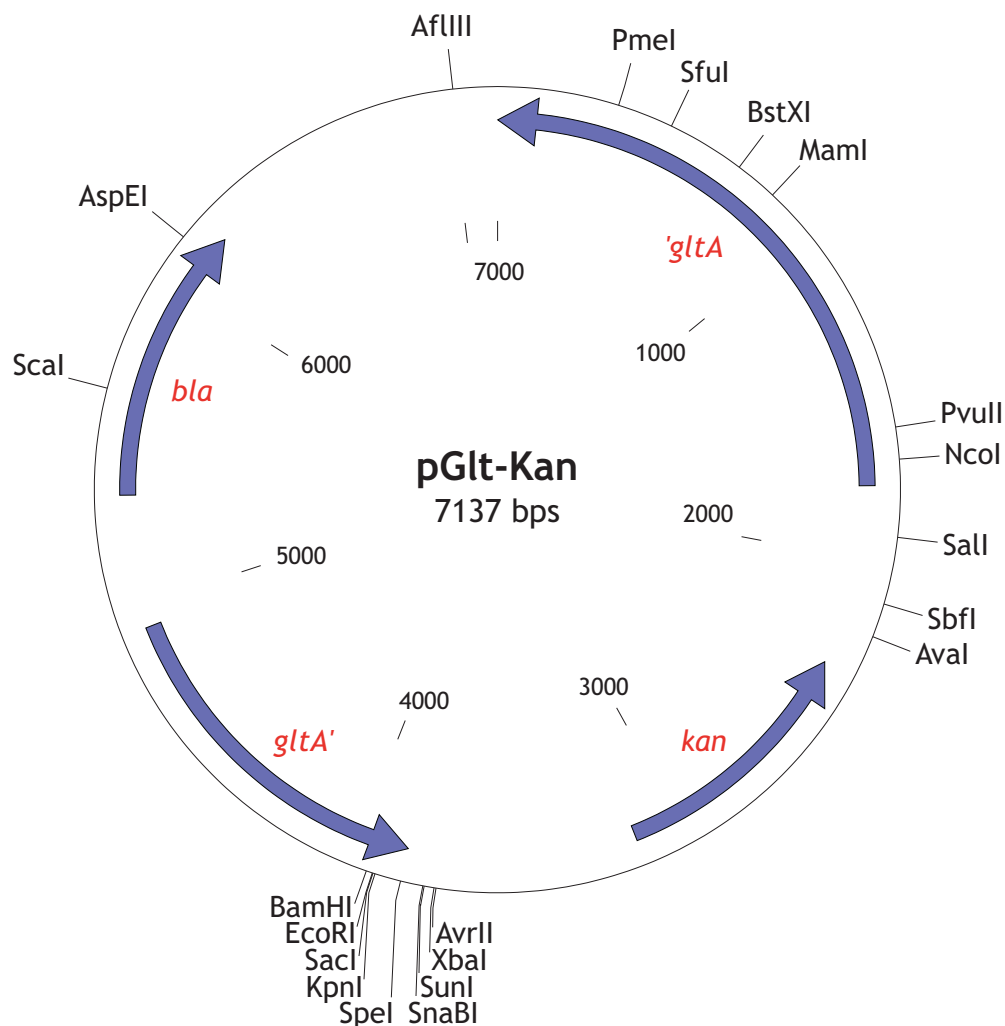 AflIII
PmeI
SfuI
BstXI
MamI
AspEI
'gltA
7000
1000
6000
ScaI
bla
PvuII
NcoI
pGlt-Kan
7137 bps
2000
SalI
5000
SbfI
AvaI
3000
4000
kan
gltA'
BamHI
EcoRI
SacI
KpnI
SpeI
AvrII
XbaI
SunI
SnaBI